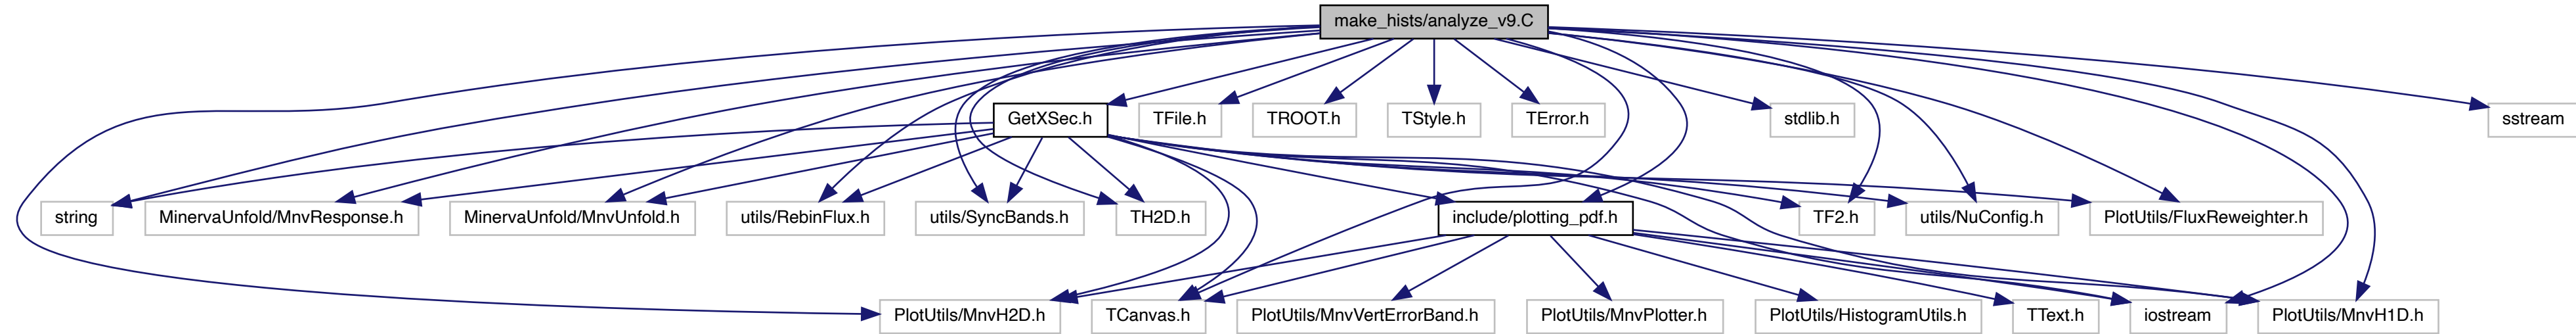 make_hists/analyze_v9.C
GetXSec.h
TFile.h
TROOT.h
TStyle.h
TError.h
stdlib.h
sstream
string
MinervaUnfold/MnvResponse.h
MinervaUnfold/MnvUnfold.h
utils/RebinFlux.h
utils/SyncBands.h
TH2D.h
include/plotting_pdf.h
TF2.h
utils/NuConfig.h
PlotUtils/FluxReweighter.h
PlotUtils/MnvH2D.h
TCanvas.h
PlotUtils/MnvVertErrorBand.h
PlotUtils/MnvPlotter.h
PlotUtils/HistogramUtils.h
TText.h
iostream
PlotUtils/MnvH1D.h